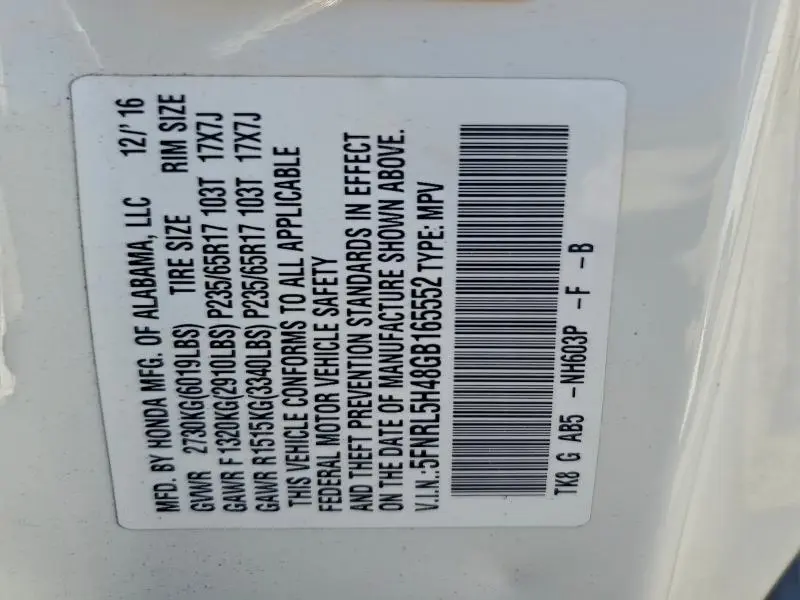 MFD. BY HONDA MFG. OF ALABAMA, LLC 12/'16
GVWR 2730KG(6019LBS) TIRE SIZE RIM SIZE
GAWR F 1320KG(2910LBS) P235/65R17 103T 17X7J
GAWR R 1515KG(3340LBS) P235/65R17 103T 17X7J
THIS VEHICLE CONFORMS TO ALL APPLICABLE
FEDERAL MOTOR VEHICLE SAFETY
AND THEFT PREVENTION STANDARDS IN EFFECT
ON THE DATE OF MANUFACTURE SHOWN ABOVE.
V.I.N.:5FNRL5H48GB165552 TYPE: MPV
TK8 G AB5 -NH603P -F -B